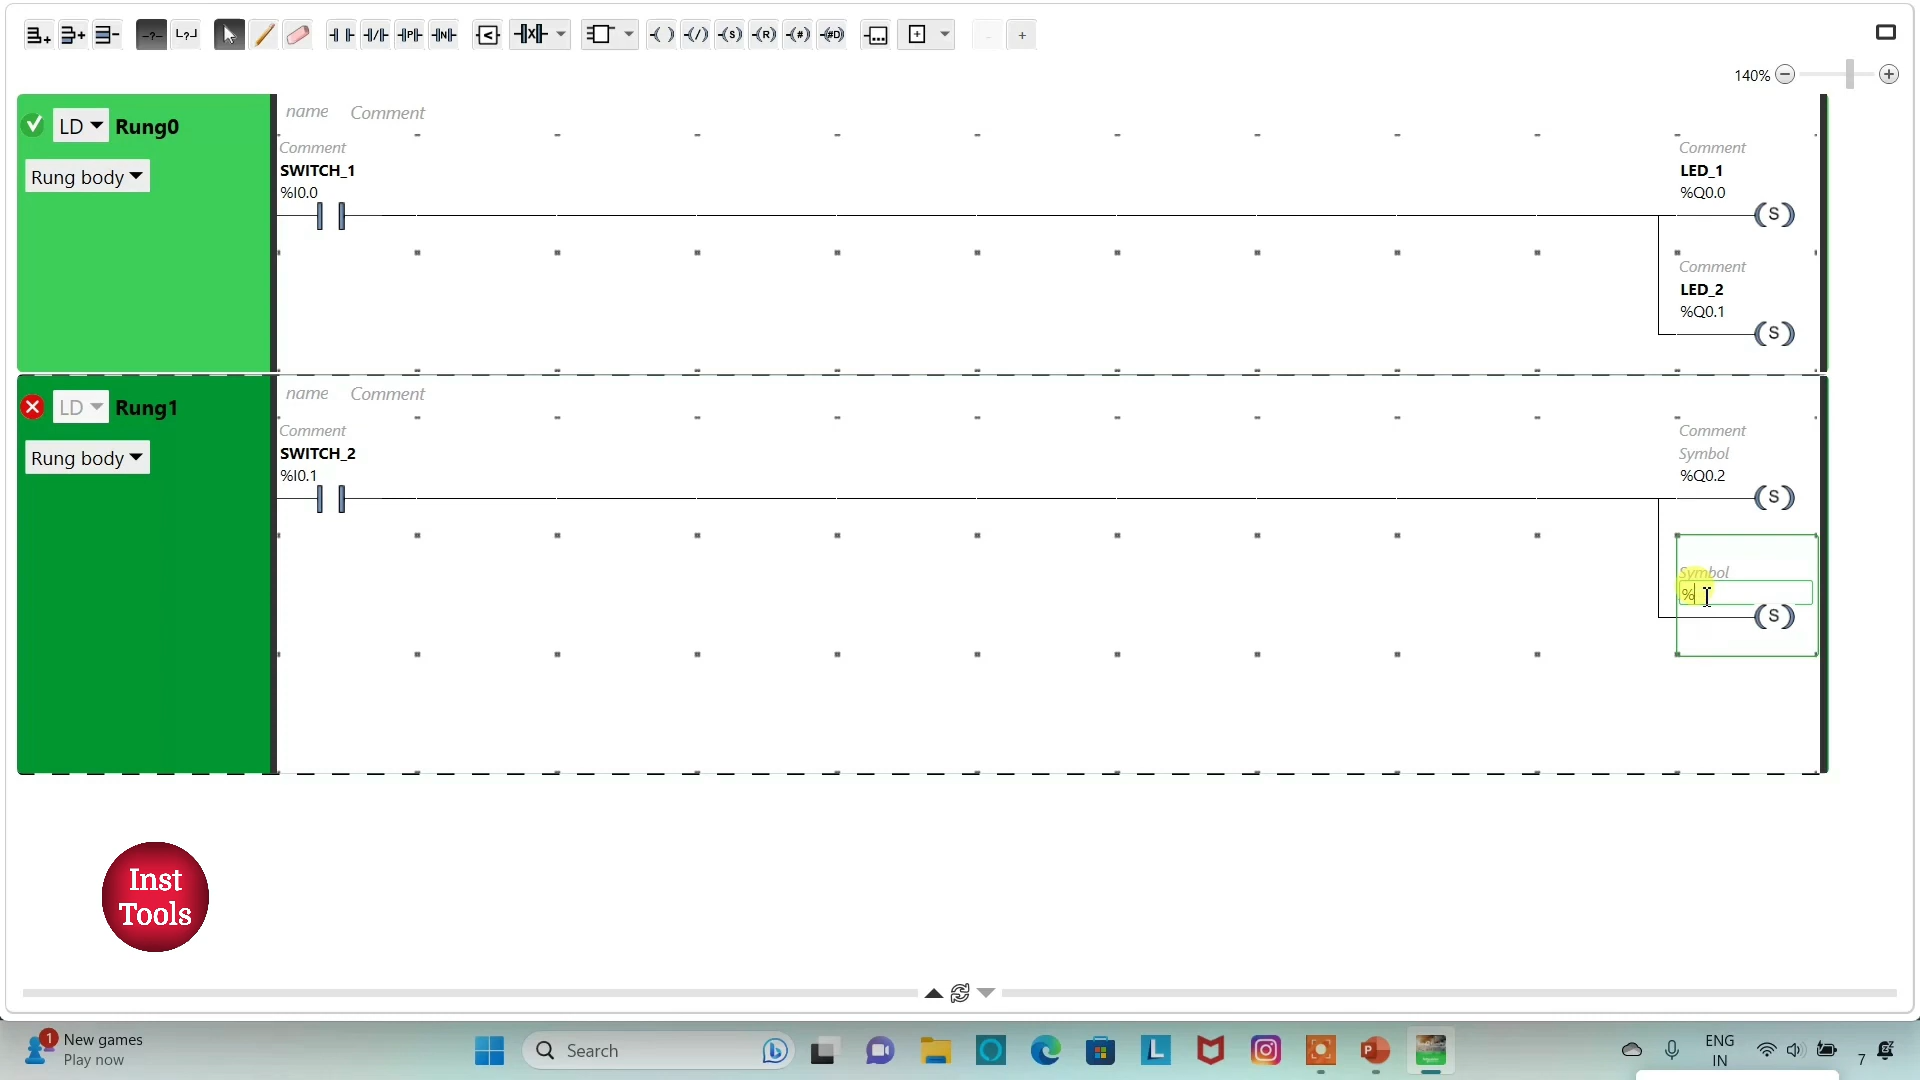 140%
LD Rung0
name Comment
Comment
SWITCH_1
%I0.0
Comment
LED_1
%Q0.0
S
Rung body
Comment
LED_2
%Q0.1
S
LD Rung1
name Comment
Comment
SWITCH_2
%I0.1
Comment
Symbol
%Q0.2
S
Rung body
Symbol
%
S
Inst
Tools
1
New games
Play now
Search
ENG
IN
7